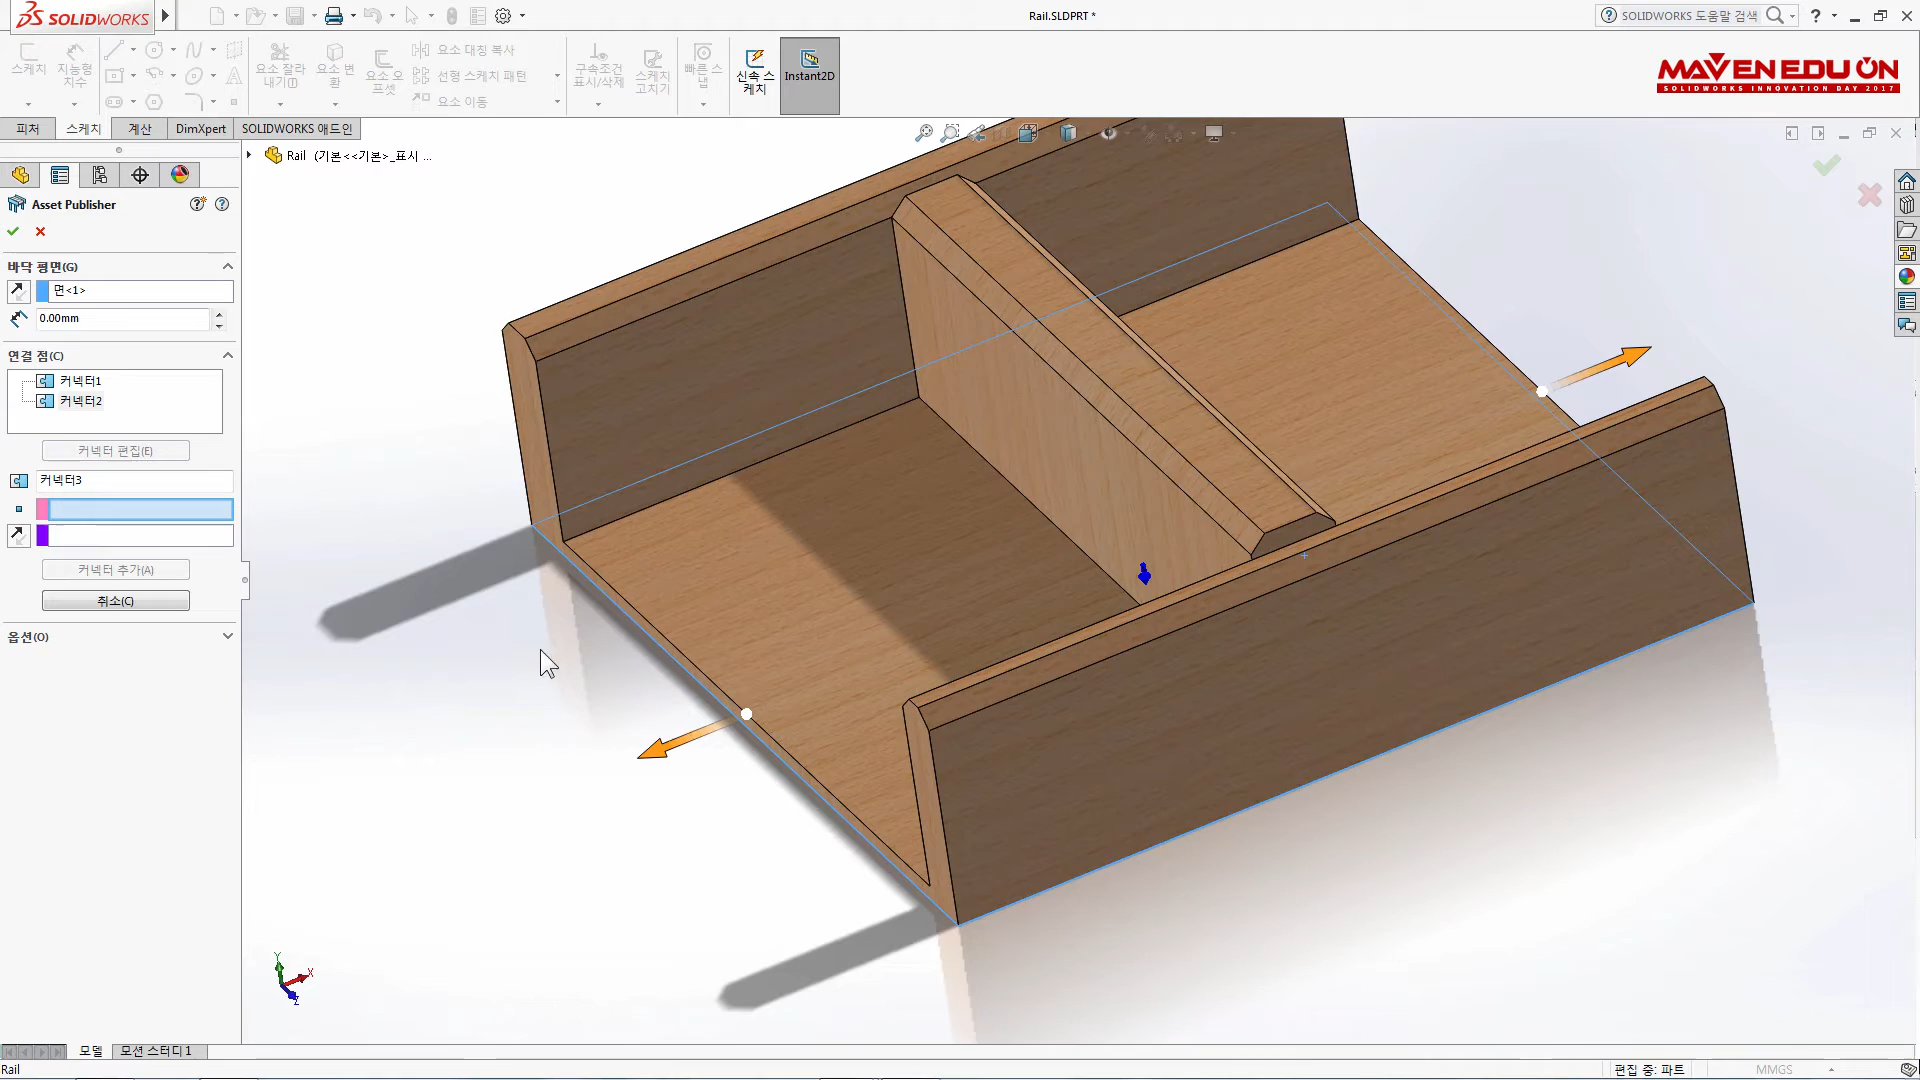 SOLIDWORKS
Rail.SLDPRT *
SOLIDWORKS 도움말 검색
스케치
지능형 치수
요소 잘라내기(T)
요소 변환
요소 오프셋
요소 대칭 복사
선형 스케치 패턴
요소 이동
구속조건 표시/삭제
스케치 고치기
빠른 스냅
신속 스케치
Instant2D
MAVEN EDU ON
SOLIDWORKS INNOVATION DAY 2017
피처
스케치
계산
DimXpert
SOLIDWORKS 애드인
Rail (기본<<기본>_표시 ...
Asset Publisher
바닥 평면(G)
면<1>
0.00mm
연결 점(C)
커넥터1
커넥터2
커넥터 편집(E)
커넥터3
커넥터 추가(A)
취소(C)
옵션(O)
Y
X
Z
모델
모션 스터디 1
Rail
편집 중: 파트
MMGS